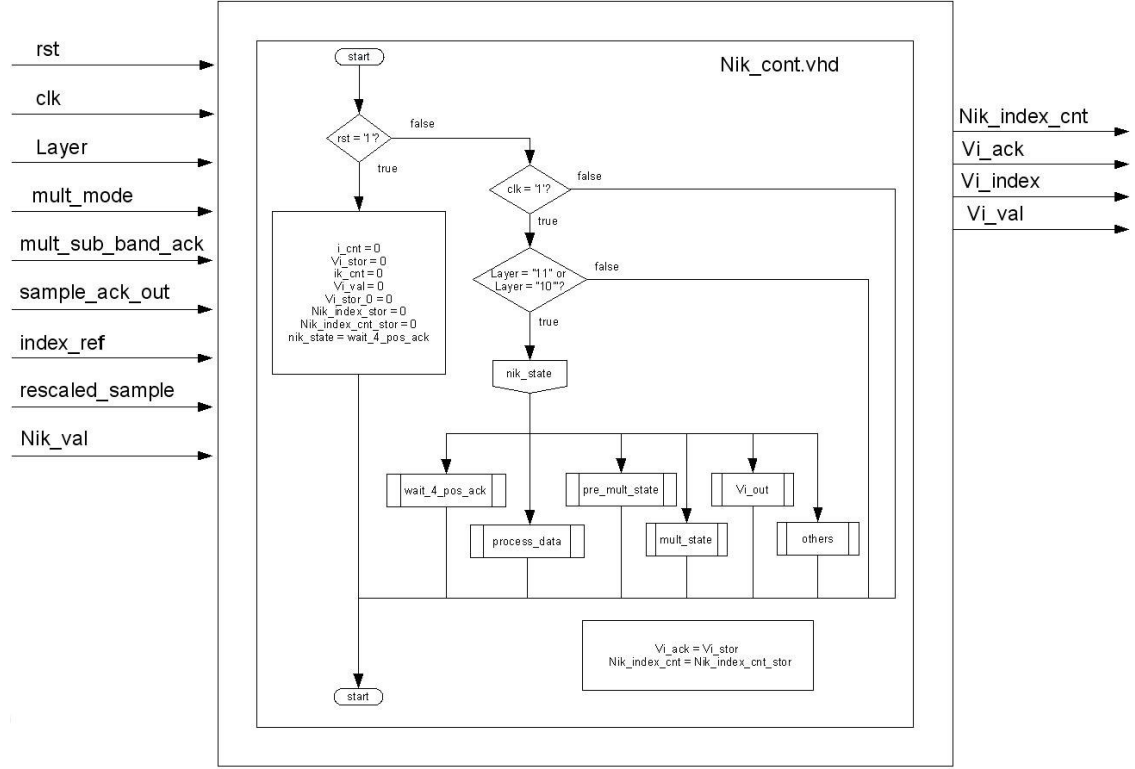 rst
clk
Layer
mult_mode
mult_sub_band_ack
sample_ack_out
index_ref
rescaled_sample
Nik_val
Nik_cont.vhd
start
rst = '1'?
false
true
clk = '1'?
false
true
i_cnt = 0
Vi_stor = 0
ik_cnt = 0
Vi_val = 0
Vi_stor_0 = 0
Nik_index_stor = 0
Nik_index_cnt_stor = 0
nik_state = wait_4_pos_ack
Layer = "11" or
Layer = "10"'?
false
true
nik_state
wait_4_pos_ack
pre_mult_state
Vi_out
process_data
mult_state
others
Vi_ack = Vi_stor
Nik_index_cnt = Nik_index_cnt_stor
start
Nik_index_cnt
Vi_ack
Vi_index
Vi_val